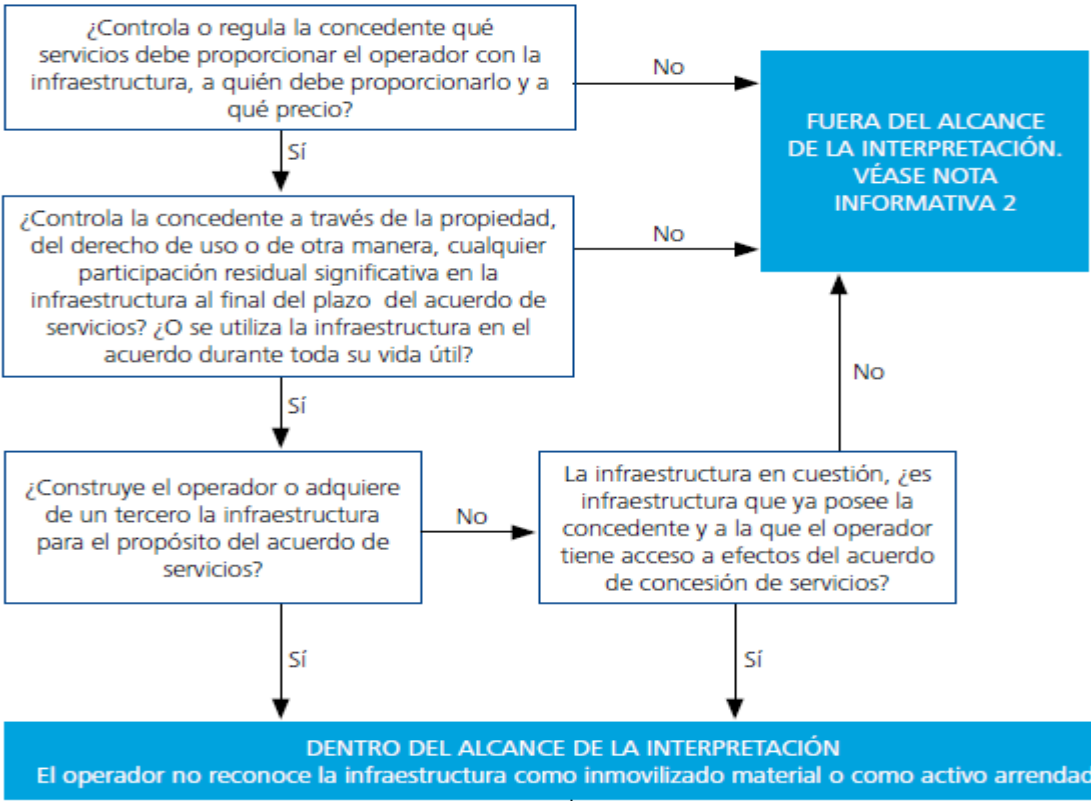 ¿Controla o regula la concedente qué
servicios debe proporcionar el operador con la
infraestructura, a quién debe proporcionarlo y a
qué precio?
No
FUERA DEL ALCANCE
DE LA INTERPRETACIÓN.
VÉASE NOTA
INFORMATIVA 2
Sí
¿Controla la concedente a través de la propiedad,
del derecho de uso o de otra manera, cualquier
participación residual significativa en la
infraestructura al final del plazo del acuerdo de
servicios? ¿O se utiliza la infraestructura en el
acuerdo durante toda su vida útil?
No
No
Sí
¿Construye el operador o adquiere
de un tercero la infraestructura
para el propósito del acuerdo de
servicios?
No
La infraestructura en cuestión, ¿es
infraestructura que ya posee la
concedente y a la que el operador
tiene acceso a efectos del acuerdo
de concesión de servicios?
Sí
Sí
DENTRO DEL ALCANCE DE LA INTERPRETACIÓN
El operador no reconoce la infraestructura como inmovilizado material o como activo arrendad